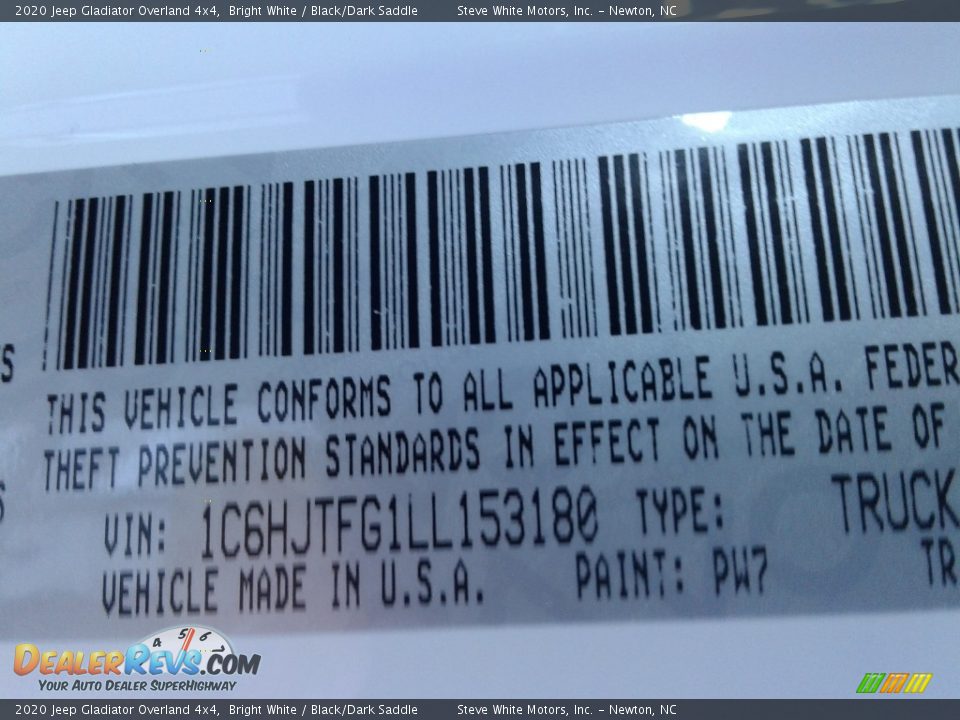 2020 Jeep Gladiator Overland 4x4, Bright White / Black/Dark Saddle Steve White Motors, Inc. - Newton, NC
THIS VEHICLE CONFORMS TO ALL APPLICABLE U.S.A. FEDER
THEFT PREVENTION STANDARDS IN EFFECT ON THE DATE OF
VIN: 1C6HJTFG1LL153180 TYPE: TRUCK
VEHICLE MADE IN U.S.A. PAINT: PW7 TR
4 5 6
DEALERREVS.COM
YOUR AUTO DEALER SUPERHIGHWAY
2020 Jeep Gladiator Overland 4x4, Bright White / Black/Dark Saddle Steve White Motors, Inc. - Newton, NC